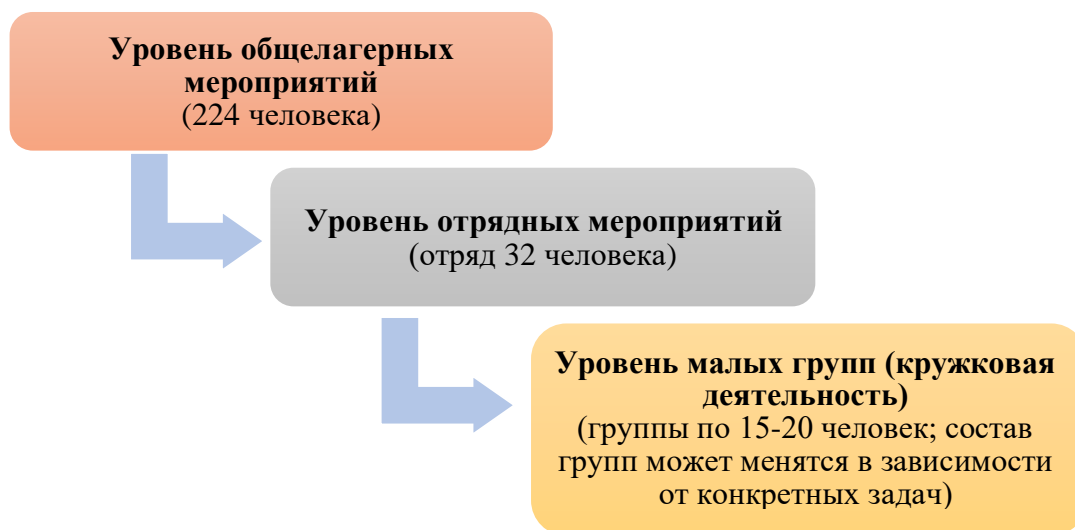 Уровень общелагерных
мероприятий
(224 человека)
Уровень отрядных мероприятий
(отряд 32 человека)
Уровень малых групп (кружковая
деятельность)
(группы по 15-20 человек; состав
групп может менятся в зависимости
от конкретных задач)